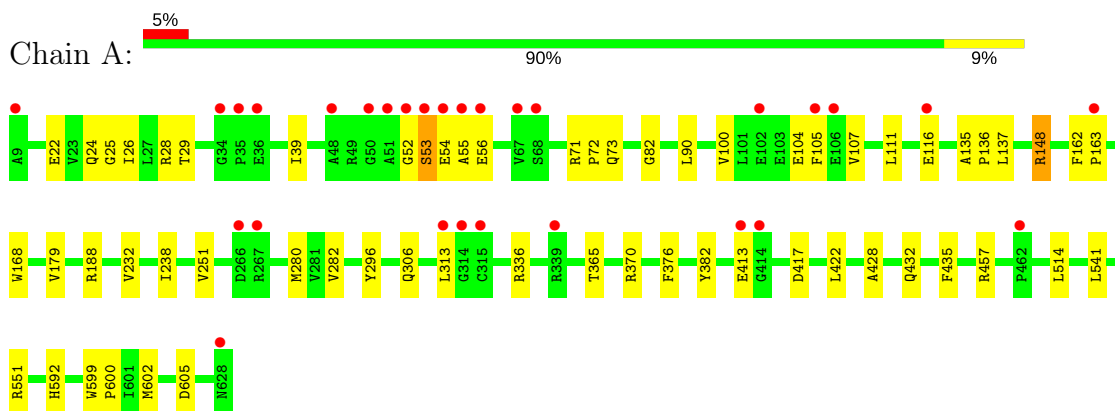 5%
Chain A:
90% 9%
A9 E22 V23 Q24 G25 I26 L27 R28 T29 G34 P35 E36 I39 A48 R49 G50 A51 G52 S53 E54 A55 E56 V67 S68 R71 P72 Q73 G82 L90 V100 L101 E102 E103 E104 F105 E106 V107 L111 E116 A135 P136 L137 R148 F162 P163
W168 V179 R188 V232 I238 V251 D266 R267 M280 V281 V282 Y296 Q306 L313 G314 C315 R336 R339 T365 R370 F376 Y382 E413 G414 D417 L422 A428 Q432 F435 R457 P462 L514 L541
R551 H592 W599 P600 I601 M602 D605 N628